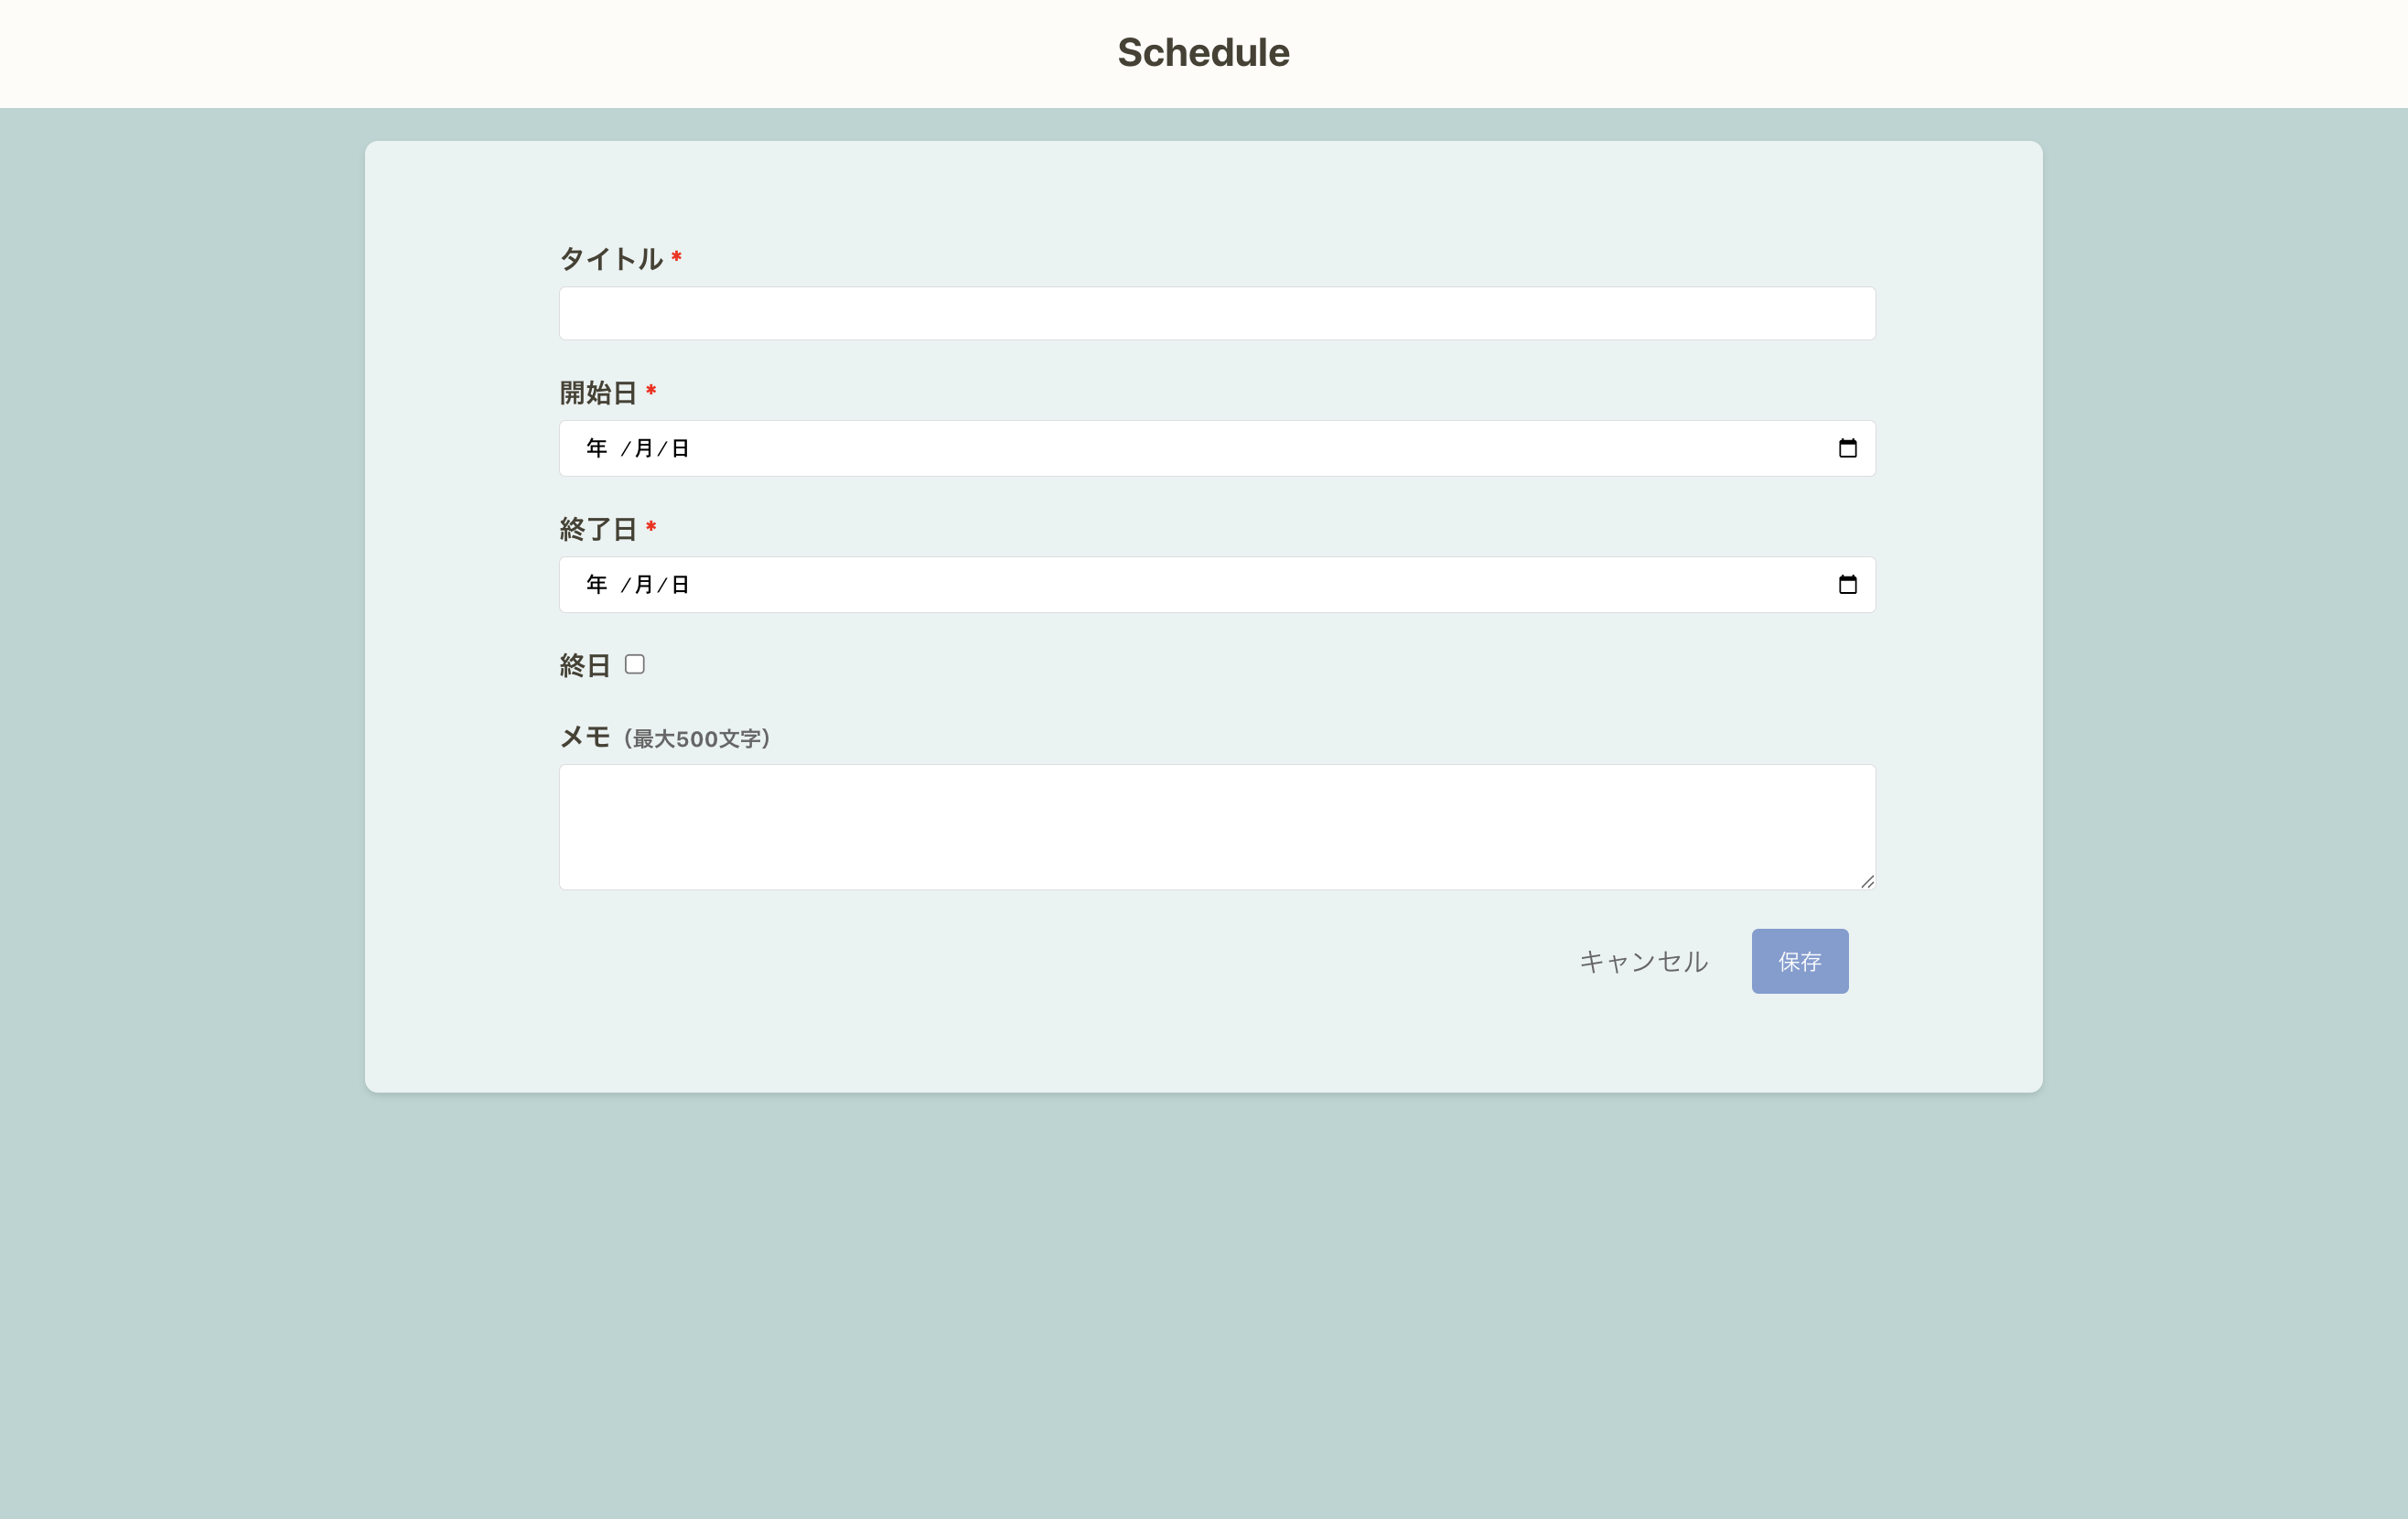 Schedule
タイトル *
開始日 *
年 /月/日
終了日 *
年 /月/日
終日
メモ（最大500文字）
キャンセル 保存